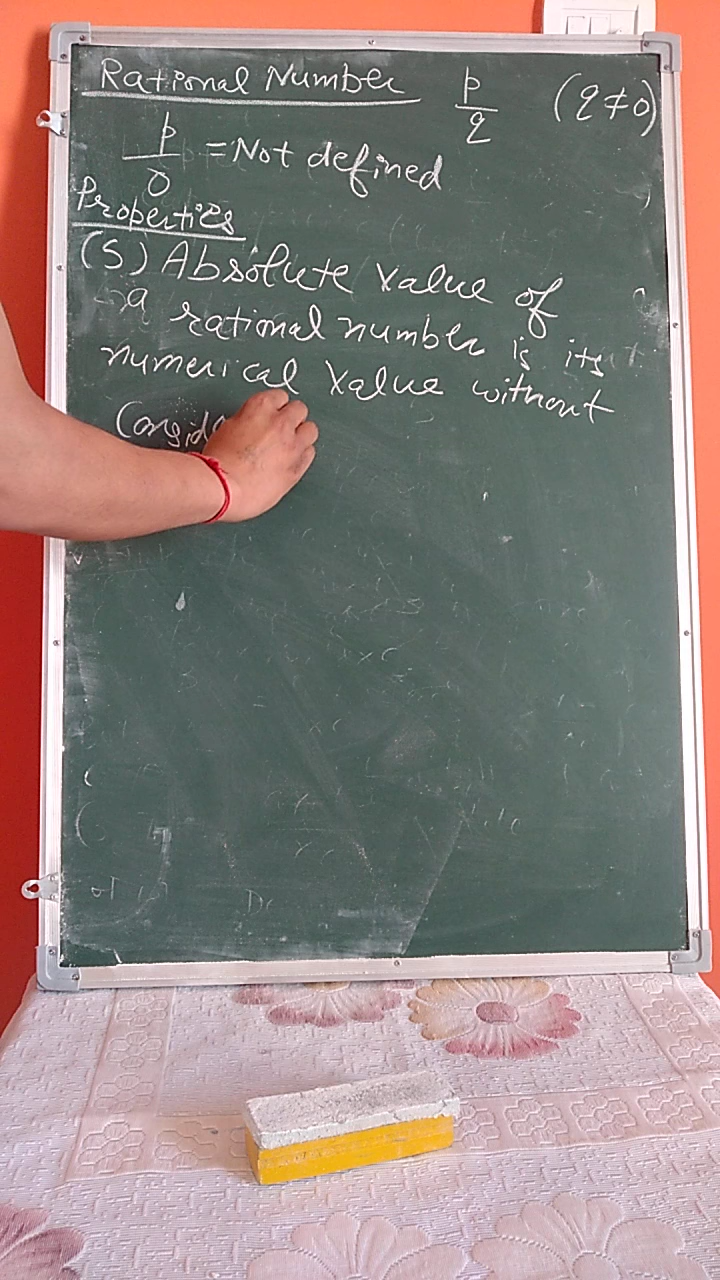 Rational Number p/q (q≠0)
p/0 = Not defined
Properties
(5) Absolute value of
a rational number is its
numerical value without